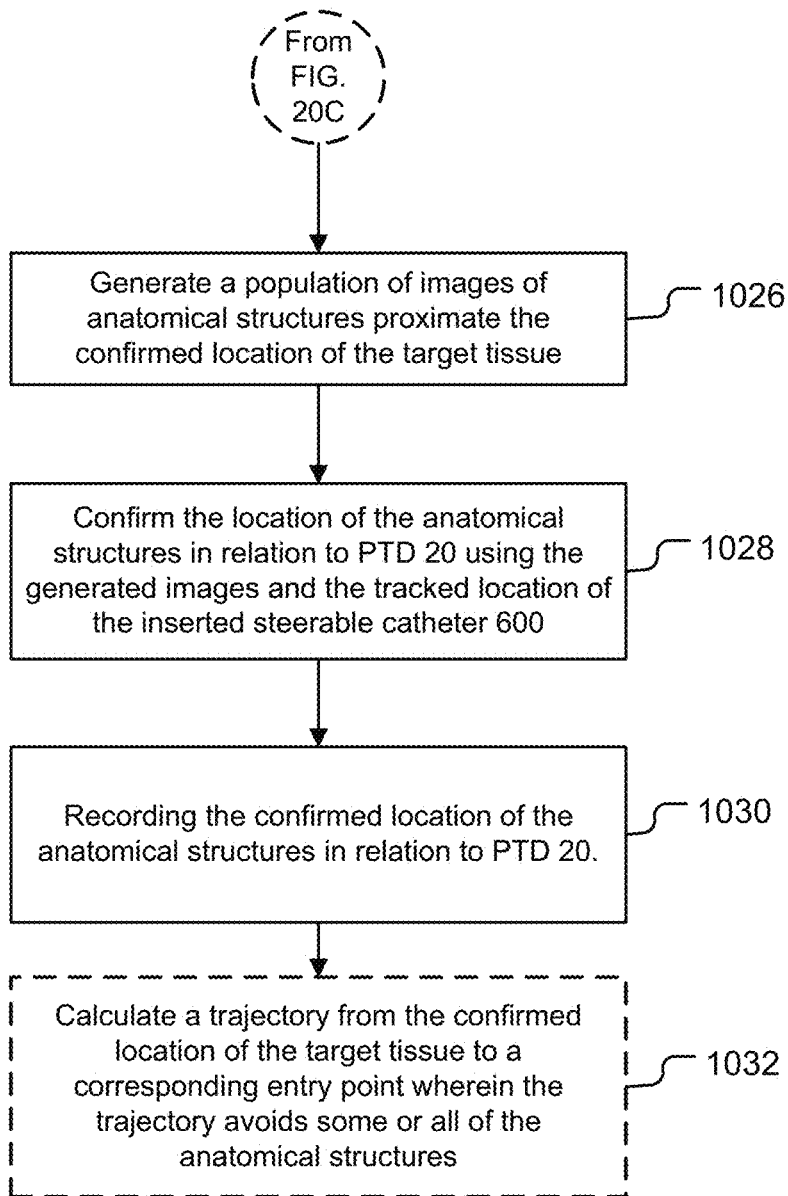 From
FIG.
20C
Generate a population of images of
anatomical structures proximate the
confirmed location of the target tissue
1026
Confirm the location of the anatomical
structures in relation to PTD 20 using the
generated images and the tracked location of
the inserted steerable catheter 600
1028
Recording the confirmed location of the
anatomical structures in relation to PTD 20.
1030
Calculate a trajectory from the confirmed
location of the target tissue to a
corresponding entry point wherein the
trajectory avoids some or all of the
anatomical structures
1032